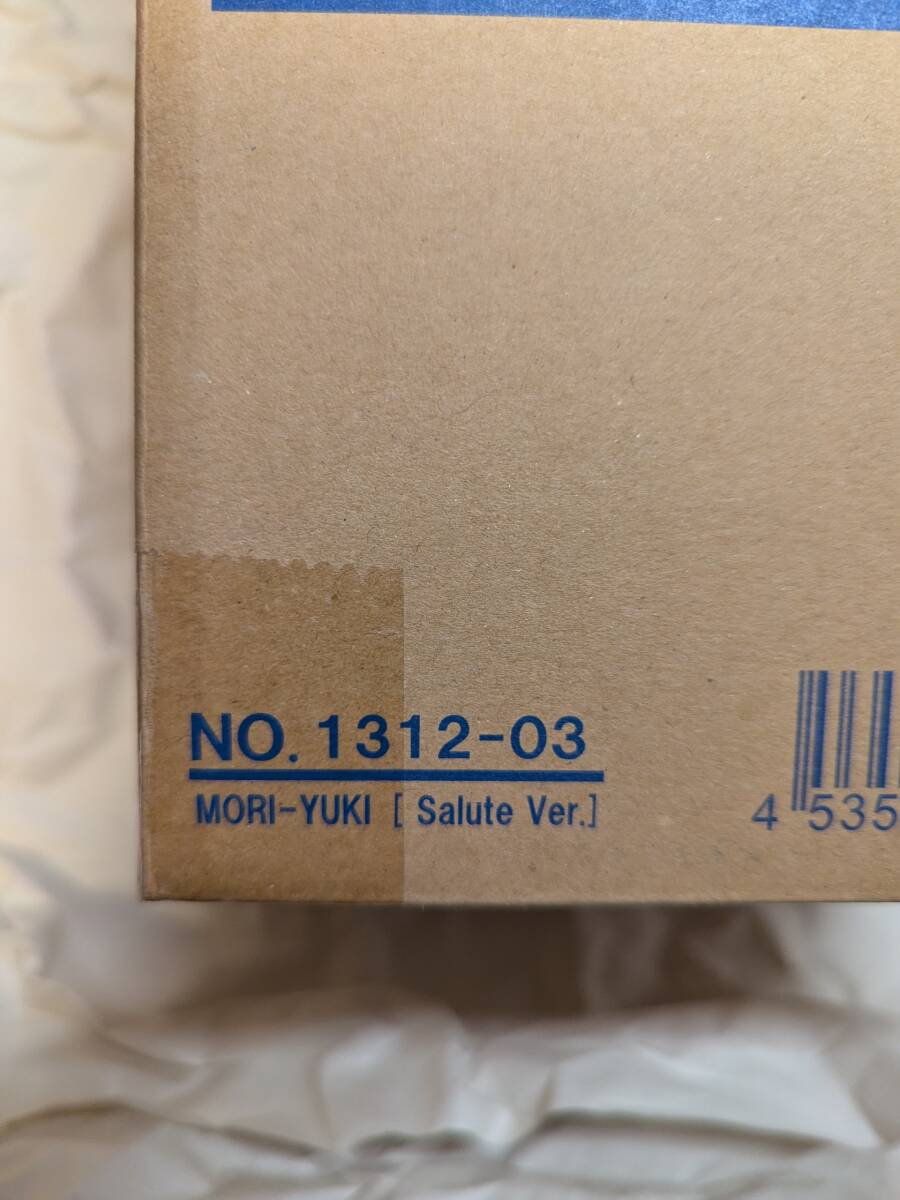 NO. 1312-03
MORI-YUKI [ Salute Ver.]
4 535